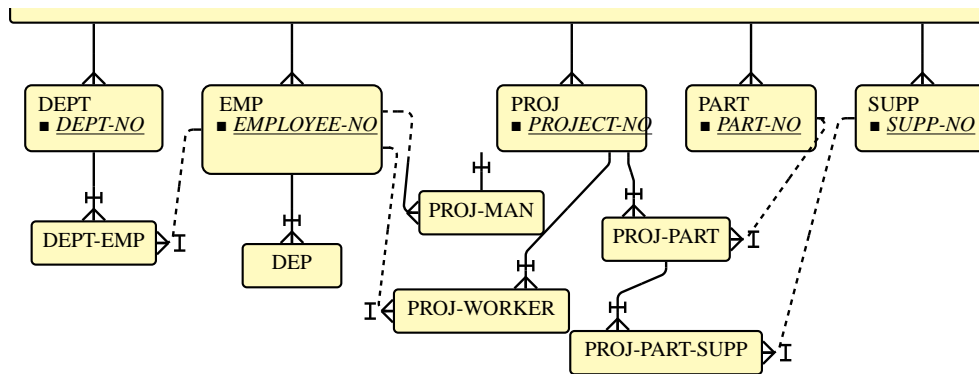 DEPT
■ DEPT-NO
EMP
■ EMPLOYEE-NO
PROJ
■ PROJECT-NO
PART
■ PART-NO
SUPP
■ SUPP-NO
DEPT-EMP
DEP
PROJ-MAN
PROJ-WORKER
PROJ-PART
PROJ-PART-SUPP